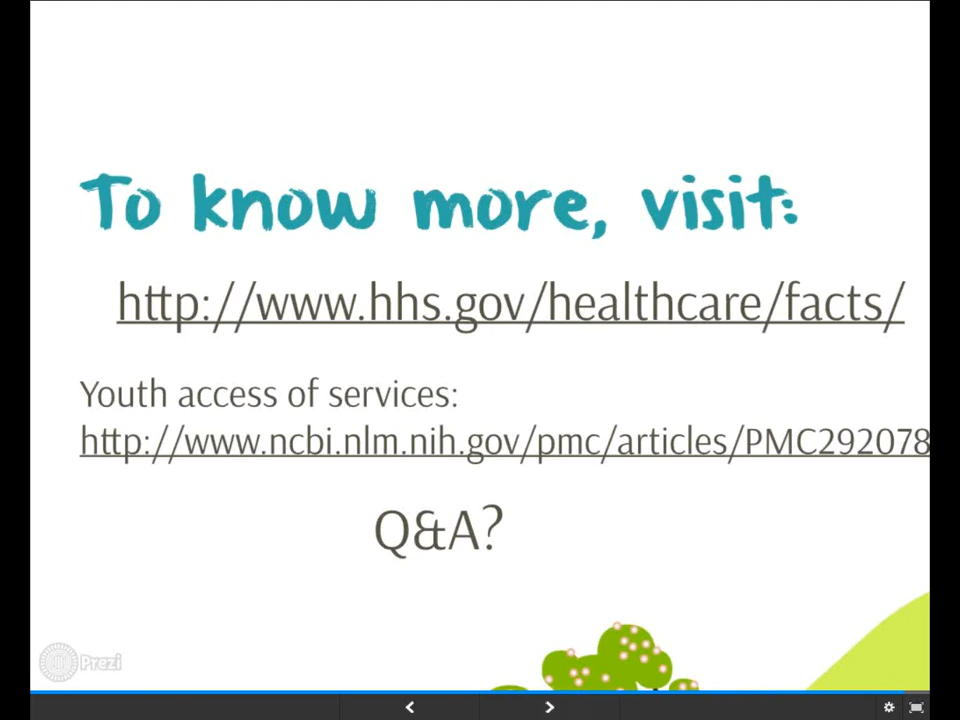 To know more, visit:
http://www.hhs.gov/healthcare/facts/
Youth access of services:
http://www.ncbi.nlm.nih.gov/pmc/articles/PMC292078
Q&A?
Prezi